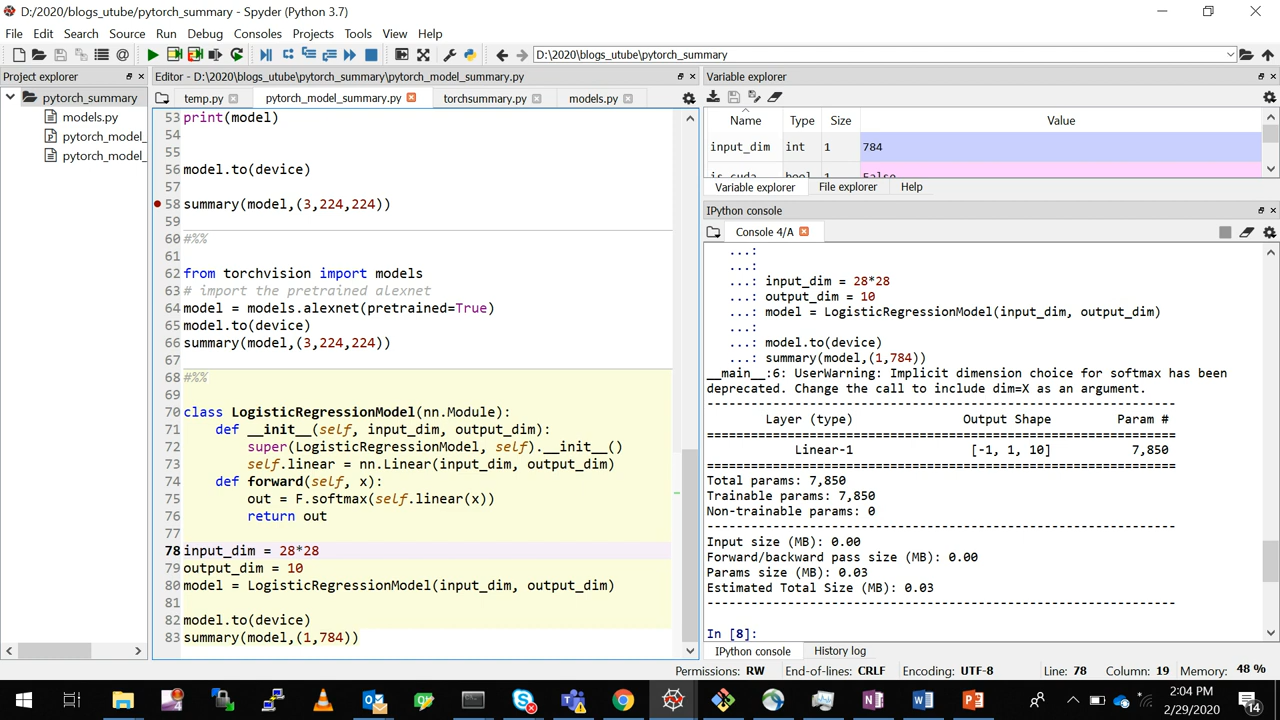 D:/2020/blogs_utube/pytorch_summary - Spyder (Python 3.7)
File Edit Search Source Run Debug Consoles Projects Tools View Help
D:\2020\blogs_utube\pytorch_summary
Project explorer
pytorch_summary
models.py
pytorch_model_
pytorch_model_
Editor - D:\2020\blogs_utube\pytorch_summary\pytorch_model_summary.py
temp.py pytorch_model_summary.py torchsummary.py models.py
53 print(model)
54
55
56 model.to(device)
57
58 summary(model,(3,224,224))
59
60 #%%
61
62 from torchvision import models
63 # import the pretrained alexnet
64 model = models.alexnet(pretrained=True)
65 model.to(device)
66 summary(model,(3,224,224))
67
68 #%%
69
70 class LogisticRegressionModel(nn.Module):
71     def __init__(self, input_dim, output_dim):
72         super(LogisticRegressionModel, self).__init__()
73         self.linear = nn.Linear(input_dim, output_dim)
74     def forward(self, x):
75         out = F.softmax(self.linear(x))
76         return out
77
78 input_dim = 28*28
79 output_dim = 10
80 model = LogisticRegressionModel(input_dim, output_dim)
81
82 model.to(device)
83 summary(model,(1,784))
Variable explorer
Name Type Size Value
input_dim int 1 784
is_cuda bool 1 False
Variable explorer File explorer Help
IPython console
Console 4/A
...:
...:
...: input_dim = 28*28
...: output_dim = 10
...: model = LogisticRegressionModel(input_dim, output_dim)
...:
...: model.to(device)
...: summary(model,(1,784))
__main__:6: UserWarning: Implicit dimension choice for softmax has been
deprecated. Change the call to include dim=X as an argument.
----------------------------------------------------------------
Layer (type) Output Shape Param #
================================================================
Linear-1 [-1, 1, 10] 7,850
================================================================
Total params: 7,850
Trainable params: 7,850
Non-trainable params: 0
----------------------------------------------------------------
Input size (MB): 0.00
Forward/backward pass size (MB): 0.00
Params size (MB): 0.03
Estimated Total Size (MB): 0.03
----------------------------------------------------------------
In [8]:
IPython console History log
Permissions: RW End-of-lines: CRLF Encoding: UTF-8 Line: 78 Column: 19 Memory: 48 %
2:04 PM
2/29/2020
14